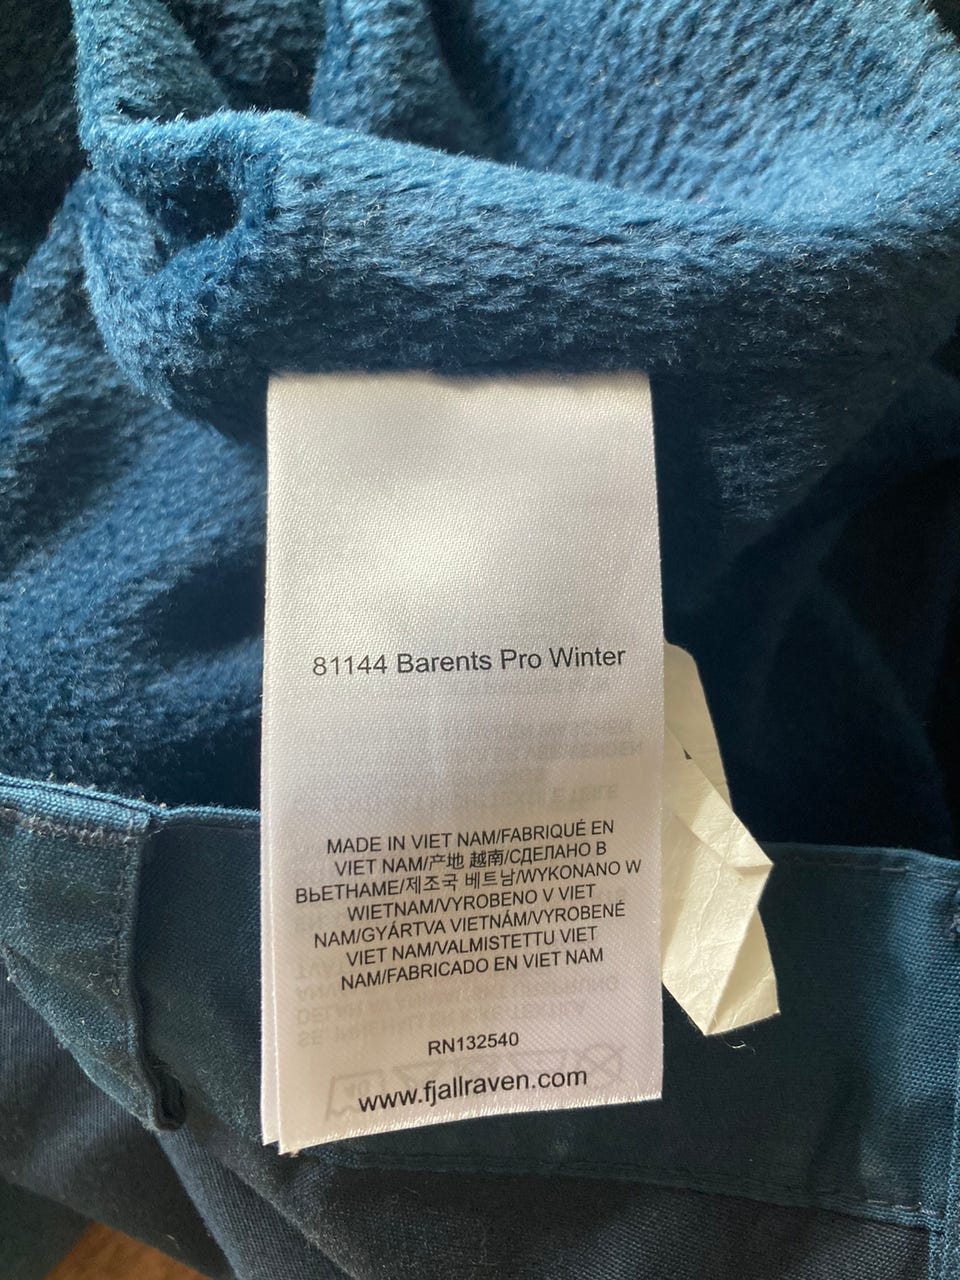 81144 Barents Pro Winter
MADE IN VIET NAM/FABRIQUÉ EN
VIET NAM/产地 越南/СДЕЛАНО В
ВЬЕТНАМЕ/제조국 베트남/WYKONANO W
WIETNAM/VYROBENO V VIET
NAM/GYÁRTVA VIETNÁM/VYROBENÉ
VIET NAM/VALMISTETTU VIET
NAM/FABRICADO EN VIET NAM
RN132540
www.fjallraven.com